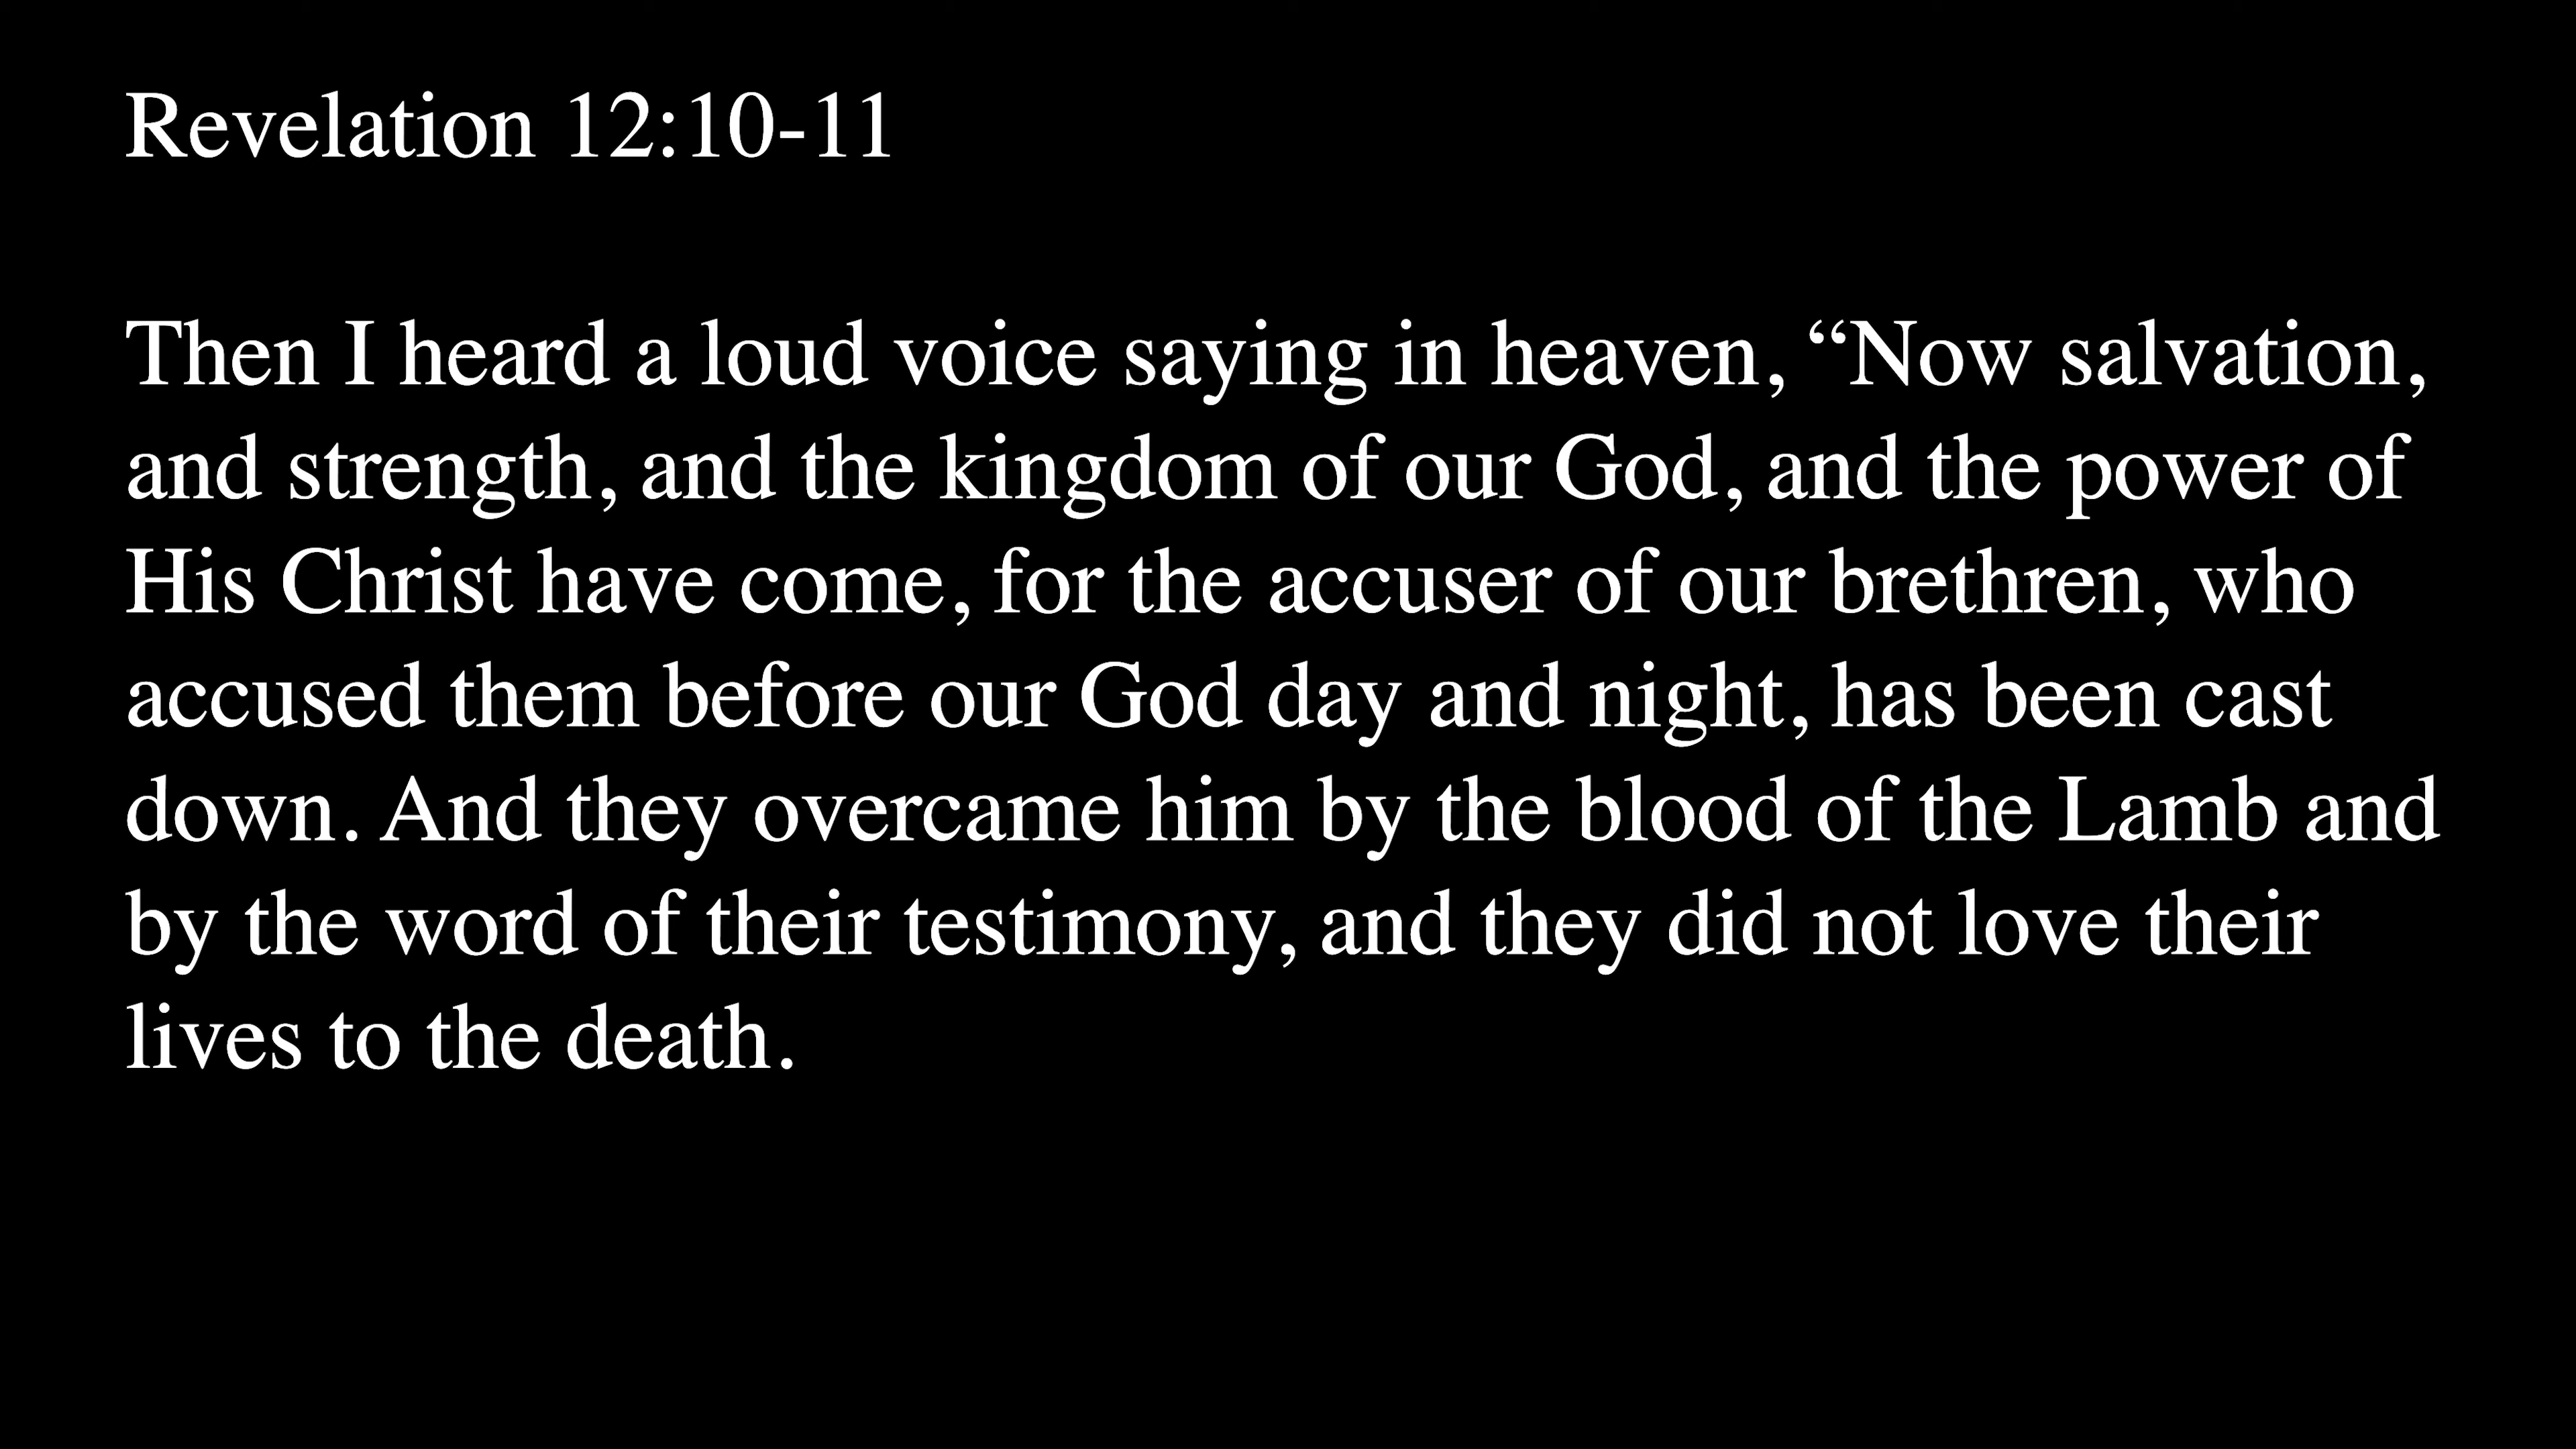 Revelation 12:10-11
Then I heard a loud voice saying in heaven, “Now salvation,
and strength, and the kingdom of our God, and the power of
His Christ have come, for the accuser of our brethren, who
accused them before our God day and night, has been cast
down. And they overcame him by the blood of the Lamb and
by the word of their testimony, and they did not love their
lives to the death.